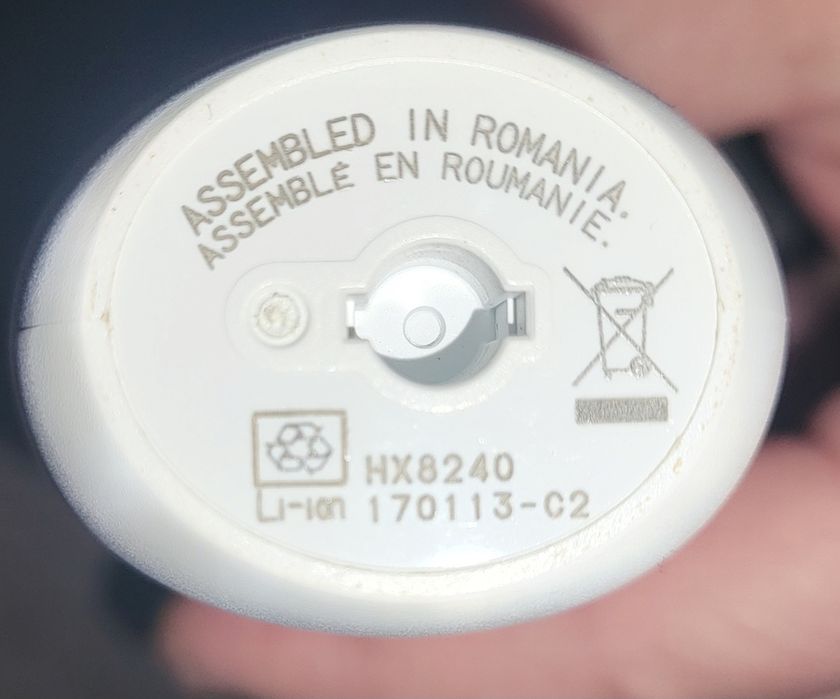 ASSEMBLED IN ROMANIA.
ASSEMBLÉ EN ROUMANIE.
HX8240
Li-ion 170113-C2